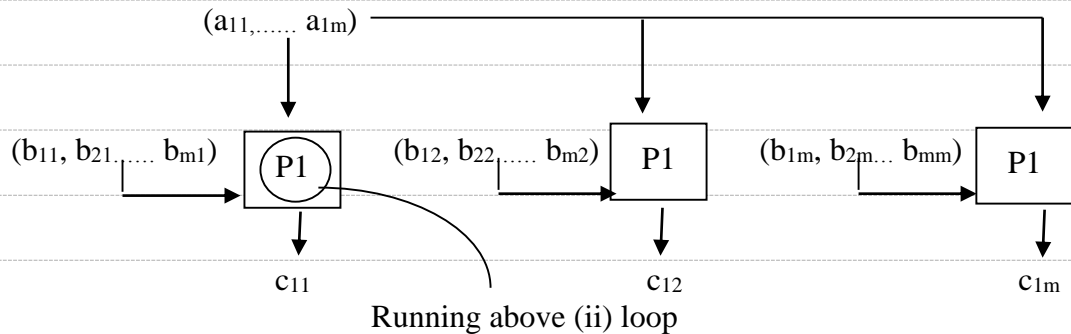 (a11,...... a1m)
(b11, b21...... bm1) P1 (b12, b22...... bm2) P1 (b1m, b2m... bmm) P1
c11 c12 c1m
Running above (ii) loop